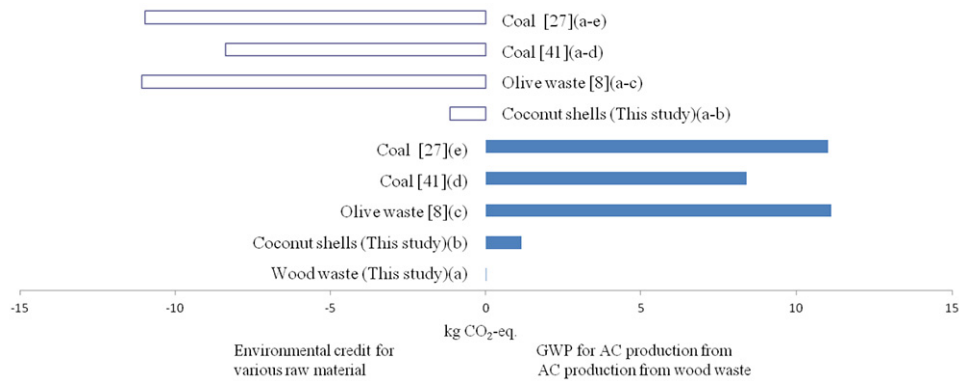 Coal [27](a-e)
Coal [41](a-d)
Olive waste [8](a-c)
Coconut shells (This study)(a-b)
Coal [27](e)
Coal [41](d)
Olive waste [8](c)
Coconut shells (This study)(b)
Wood waste (This study)(a)
-15 -10 -5 0 5 10 15
kg CO₂-eq.
Environmental credit for
various raw material
GWP for AC production from
AC production from wood waste